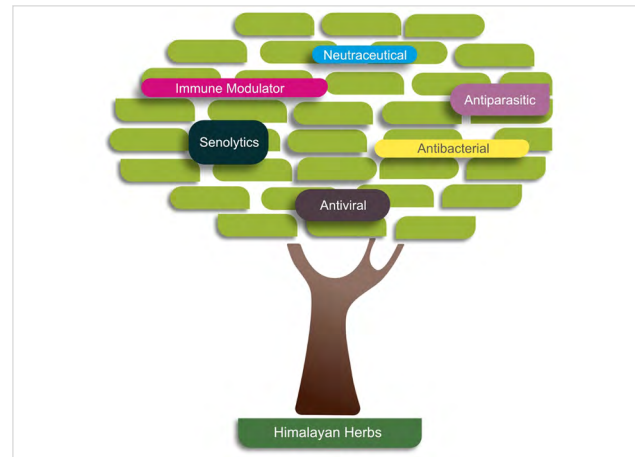 Neutraceutical
Immune Modulator
Antiparasitic
Senolytics
Antibacterial
Antiviral
Himalayan Herbs